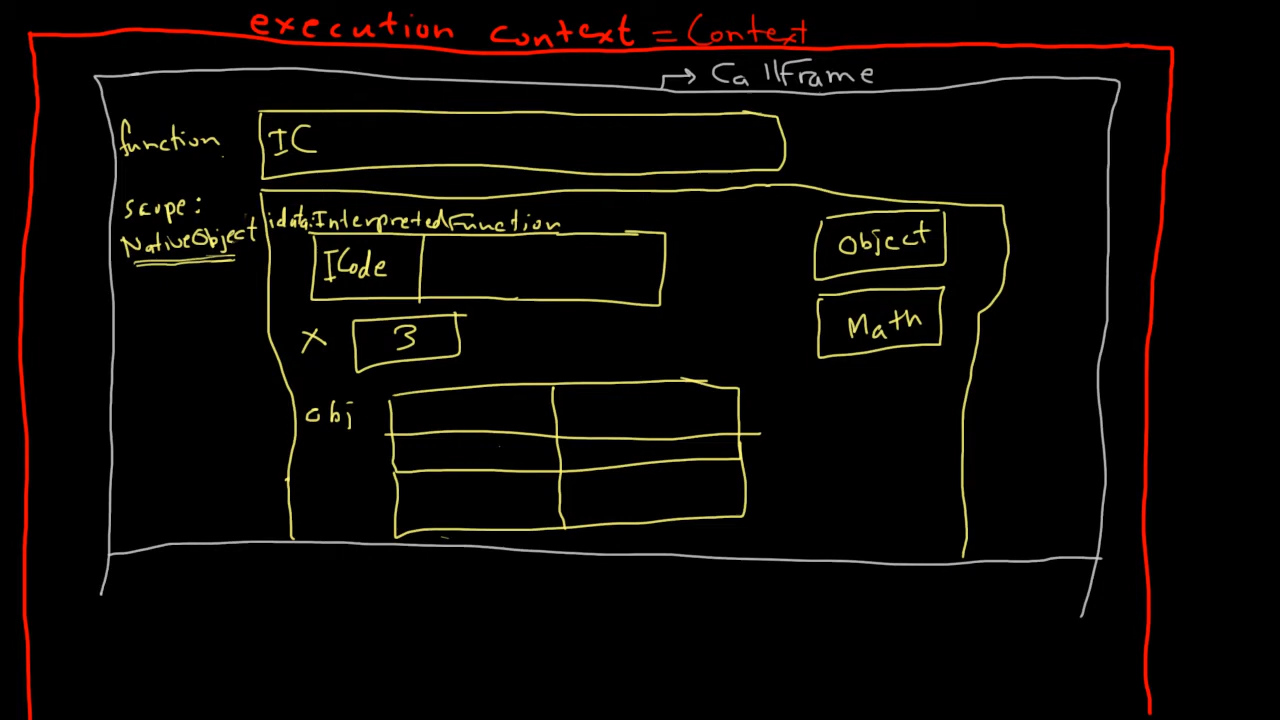 execution context = Context
CallFrame
function IC
scope:
NativeObject
idata:InterpretedFunction
Object
ICode
Math
x 3
obj